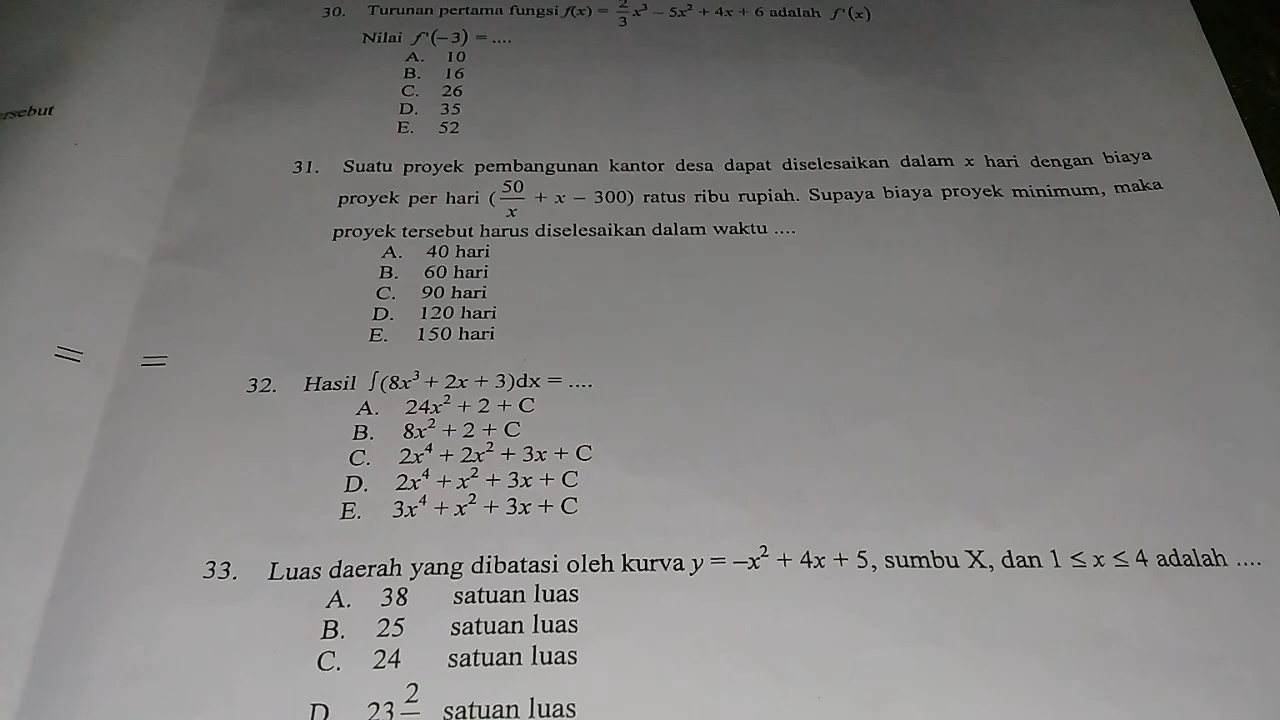 30. Turunan pertama fungsi f(x) = 2/3 x³ − 5x² + 4x + 6 adalah f'(x)
Nilai f'(−3) = ....
A. 10
B. 16
C. 26
D. 35
E. 52
ersebut
31. Suatu proyek pembangunan kantor desa dapat diselesaikan dalam x hari dengan biaya
proyek per hari (50/x + x − 300) ratus ribu rupiah. Supaya biaya proyek minimum, maka
proyek tersebut harus diselesaikan dalam waktu ....
A. 40 hari
B. 60 hari
C. 90 hari
D. 120 hari
E. 150 hari
= =
32. Hasil ∫(8x³ + 2x + 3)dx = ....
A. 24x² + 2 + C
B. 8x² + 2 + C
C. 2x⁴ + 2x² + 3x + C
D. 2x⁴ + x² + 3x + C
E. 3x⁴ + x² + 3x + C
33. Luas daerah yang dibatasi oleh kurva y = −x² + 4x + 5, sumbu X, dan 1 ≤ x ≤ 4 adalah ....
A. 38 satuan luas
B. 25 satuan luas
C. 24 satuan luas
D 23 2 satuan luas